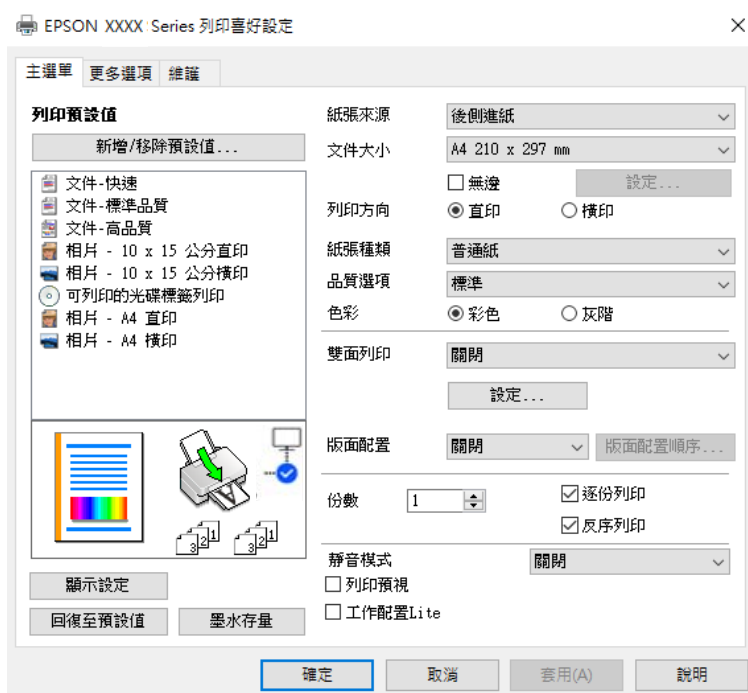 EPSON XXXX Series 列印喜好設定
主選單 更多選項 維護
列印預設值
新增/移除預設值...
文件-快速
文件-標準品質
文件-高品質
相片 - 10 x 15 公分直印
相片 - 10 x 15 公分橫印
可列印的光碟標籤列印
相片 - A4 直印
相片 - A4 橫印
3 2 1
3 2 1
顯示設定
回復至預設值 墨水存量
紙張來源 後側進紙
文件大小 A4 210 x 297 mm
無邊 設定...
列印方向 直印 橫印
紙張種類 普通紙
品質選項 標準
色彩 彩色 灰階
雙面列印 關閉
設定...
版面配置 關閉 版面配置順序...
份數 1 逐份列印
反序列印
靜音模式 關閉
列印預視
工作配置Lite
確定 取消 套用(A) 說明